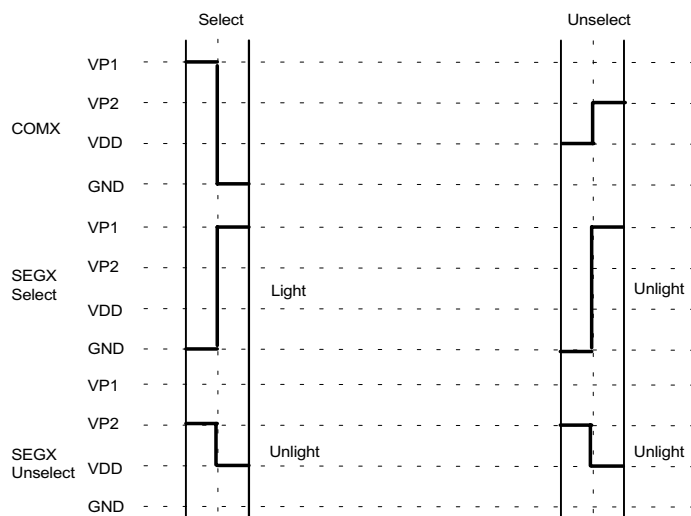 Select Unselect
VP1
VP2
COMX
VDD
GND
VP1
VP2
SEGX
Select
Light
Unlight
VDD
GND
VP1
VP2
SEGX
Unselect
Unlight
Unlight
VDD
GND